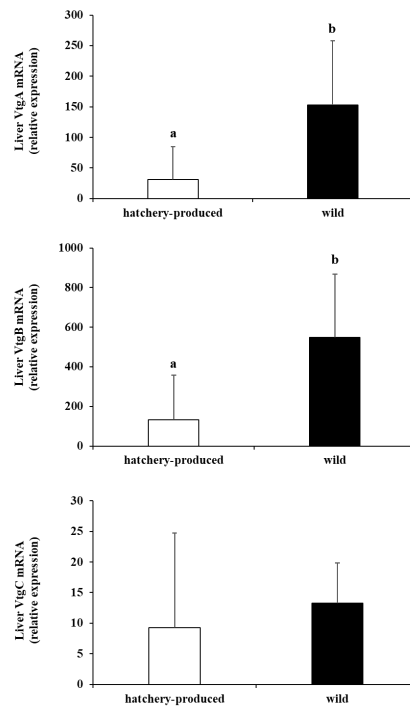 Liver VtgA mRNA
(relative expression)
300
250
200
150
100
50
0
a
b
hatchery-produced
wild
Liver VtgB mRNA
(relative expression)
1000
800
600
400
200
0
a
b
hatchery-produced
wild
Liver VtgC mRNA
(relative expression)
30
25
20
15
10
5
0
hatchery-produced
wild